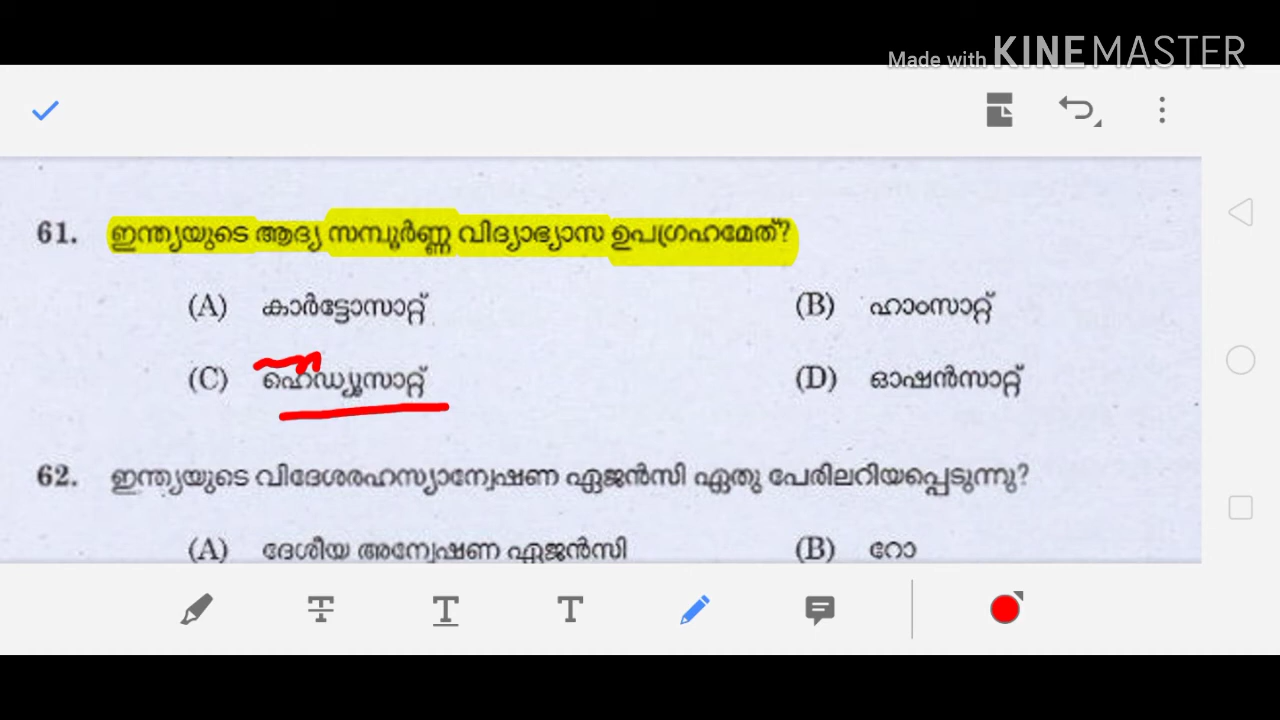 Made with KINEMASTER
61. ഇന്ത്യയുടെ ആദ്യ സമ്പൂർണ്ണ വിദ്യാഭ്യാസ ഉപഗ്രഹമേത്?
(A) കാർട്ടോസാറ്റ് (B) ഹാംസാറ്റ്
(C) ഹെഡ്യൂസാറ്റ് (D) ഓഷൻസാറ്റ്
62. ഇന്ത്യയുടെ വിദേശരഹസ്യാന്വേഷണ ഏജൻസി ഏതു പേരിലറിയപ്പെടുന്നു?
(A) ദേശീയ അന്വേഷണ ഏജൻസി (B) റോ
T T T